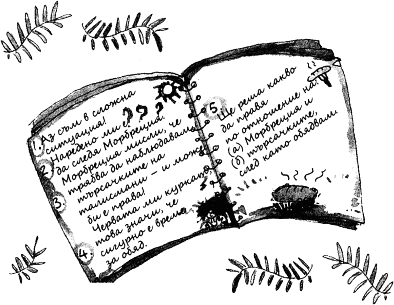 1. Аз съм в сложна
ситуация!
Наредено ми е
да следя Морбреция.
2. Морбреция мисли, че
трябва да наблюдаваме
търсачките на
талисмани – и може
би е права!
3. Червата ми куркат,
това значи, че
4. сигурно е време
за обяд.
5. Ще реша какво
да правя
по отношение на:
(а) Морбреция и
(б) търсачките,
след като обядвам